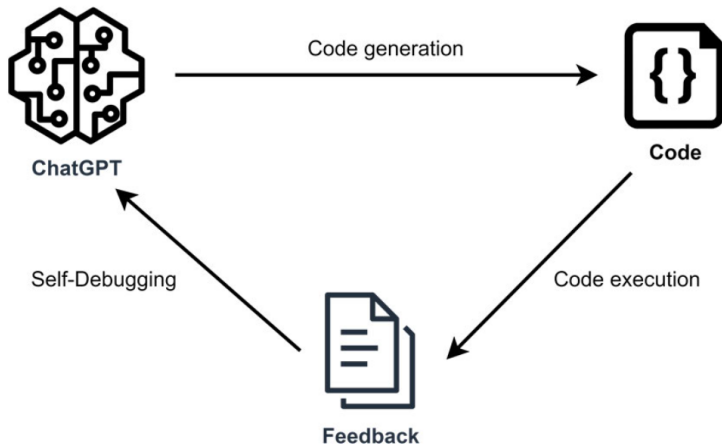 Code generation
{}
ChatGPT
Code
Self-Debugging
Code execution
Feedback